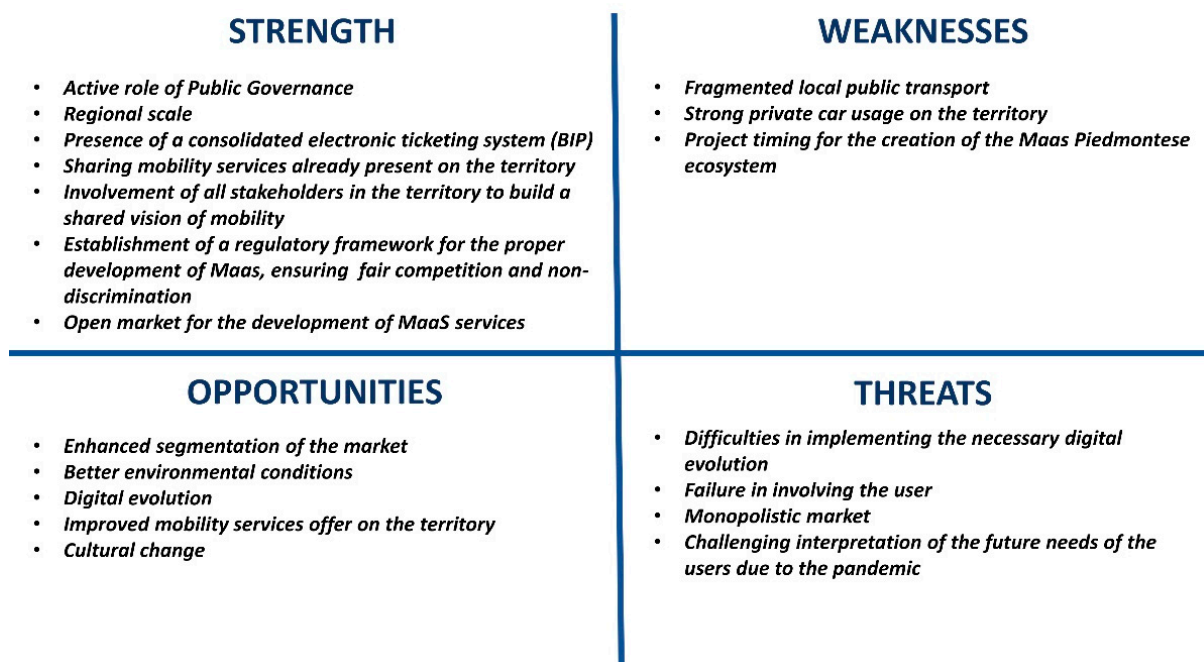 STRENGTH
• Active role of Public Governance
• Regional scale
• Presence of a consolidated electronic ticketing system (BIP)
• Sharing mobility services already present on the territory
• Involvement of all stakeholders in the territory to build a
shared vision of mobility
• Establishment of a regulatory framework for the proper
development of Maas, ensuring fair competition and non-
discrimination
• Open market for the development of MaaS services
WEAKNESSES
• Fragmented local public transport
• Strong private car usage on the territory
• Project timing for the creation of the Maas Piedmontese
ecosystem
OPPORTUNITIES
• Enhanced segmentation of the market
• Better environmental conditions
• Digital evolution
• Improved mobility services offer on the territory
• Cultural change
THREATS
• Difficulties in implementing the necessary digital
evolution
• Failure in involving the user
• Monopolistic market
• Challenging interpretation of the future needs of the
users due to the pandemic